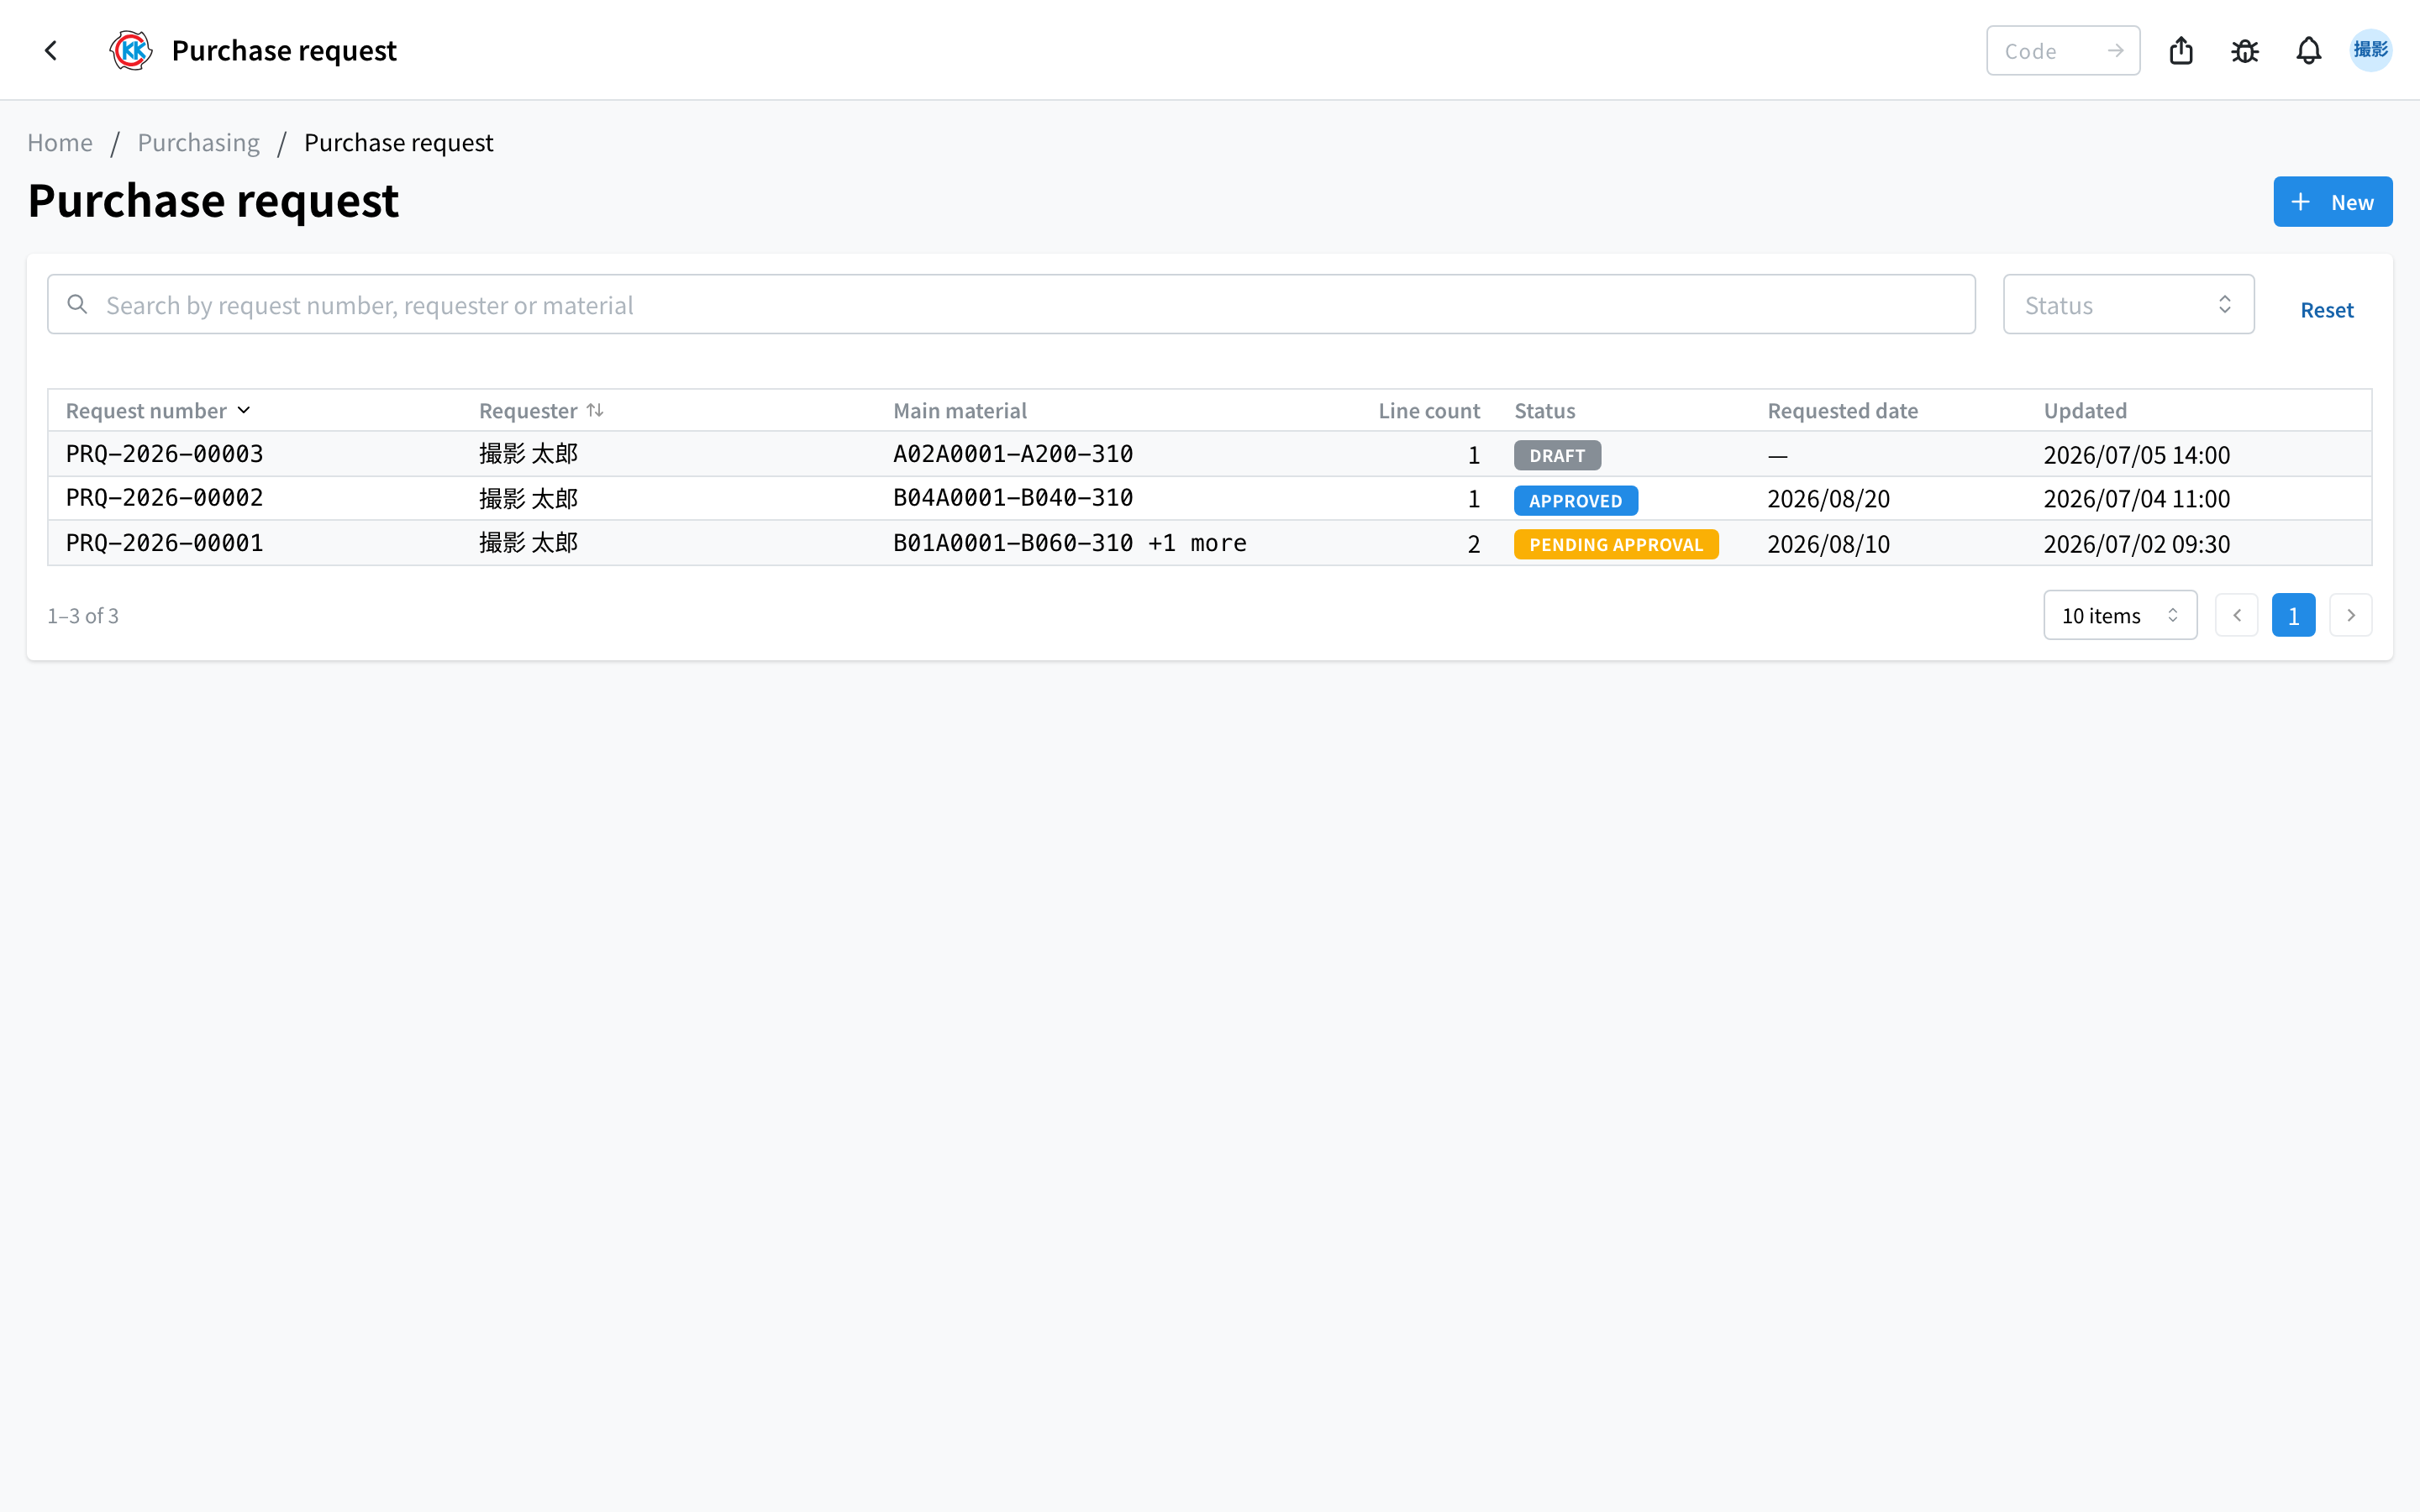 KK Purchase request Code 撮影
Home / Purchasing / Purchase request
Purchase request
+ New
Search by request number, requester or material Status Reset
Request number Requester Main material Line count Status Requested date Updated
PRQ-2026-00003 撮影 太郎 A02A0001-A200-310 1 DRAFT — 2026/07/05 14:00
PRQ-2026-00002 撮影 太郎 B04A0001-B040-310 1 APPROVED 2026/08/20 2026/07/04 11:00
PRQ-2026-00001 撮影 太郎 B01A0001-B060-310 +1 more 2 PENDING APPROVAL 2026/08/10 2026/07/02 09:30
1–3 of 3 10 items 1